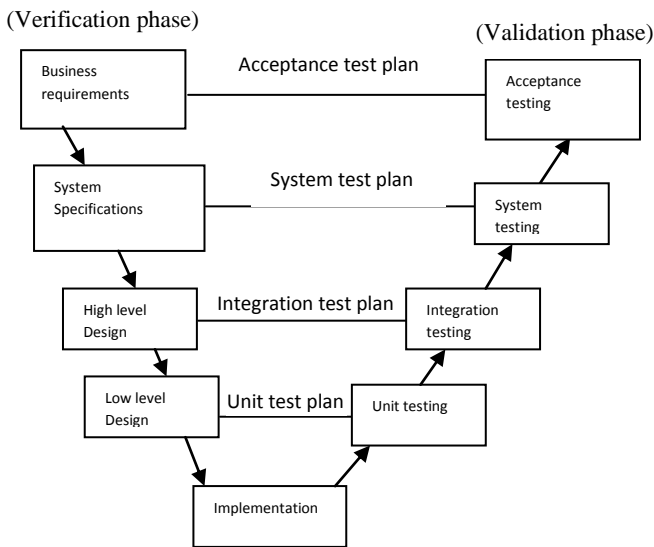 (Verification phase)
(Validation phase)
Business
requirements
Acceptance test plan
Acceptance
testing
System
Specifications
System test plan
System
testing
High level
Design
Integration test plan
Integration
testing
Low level
Design
Unit test plan
Unit testing
Implementation